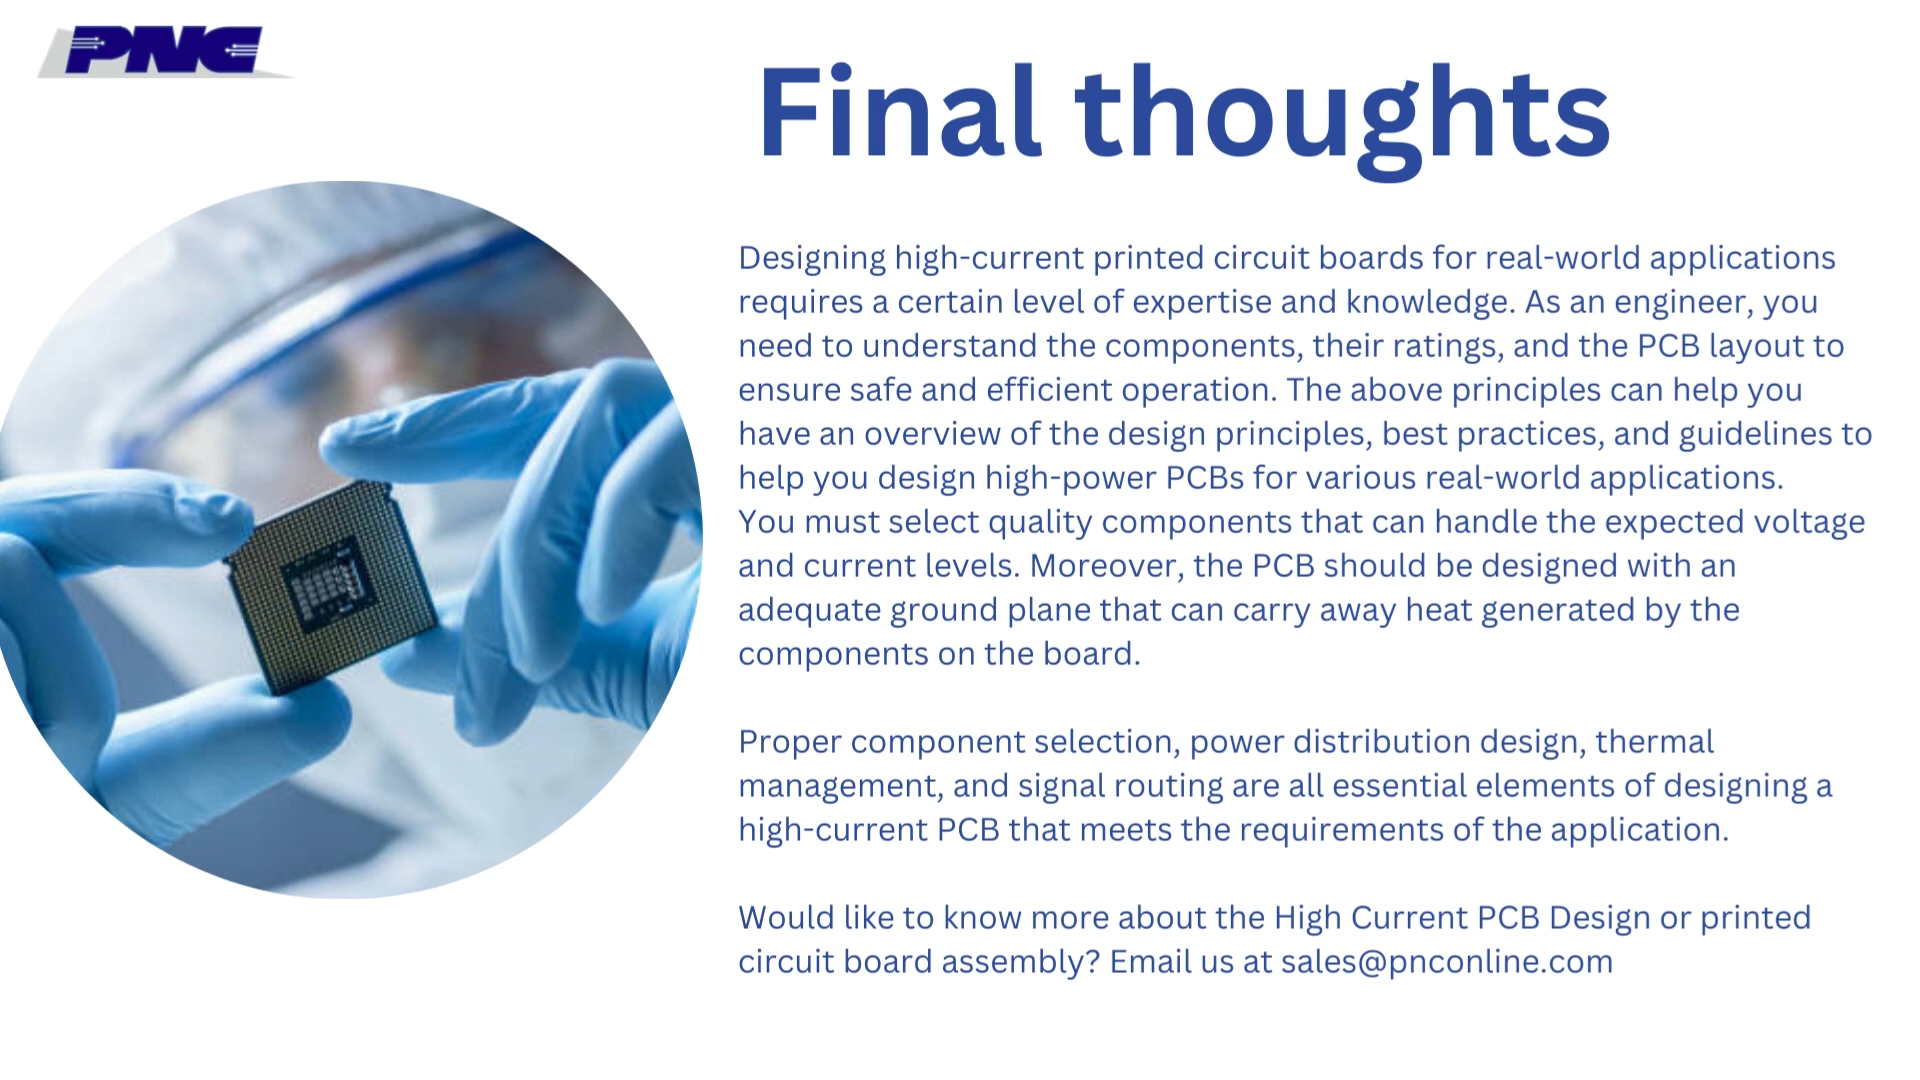 PNC
Final thoughts
Designing high-current printed circuit boards for real-world applications
requires a certain level of expertise and knowledge. As an engineer, you
need to understand the components, their ratings, and the PCB layout to
ensure safe and efficient operation. The above principles can help you
have an overview of the design principles, best practices, and guidelines to
help you design high-power PCBs for various real-world applications.
You must select quality components that can handle the expected voltage
and current levels. Moreover, the PCB should be designed with an
adequate ground plane that can carry away heat generated by the
components on the board.
Proper component selection, power distribution design, thermal
management, and signal routing are all essential elements of designing a
high-current PCB that meets the requirements of the application.
Would like to know more about the High Current PCB Design or printed
circuit board assembly? Email us at sales@pnconline.com